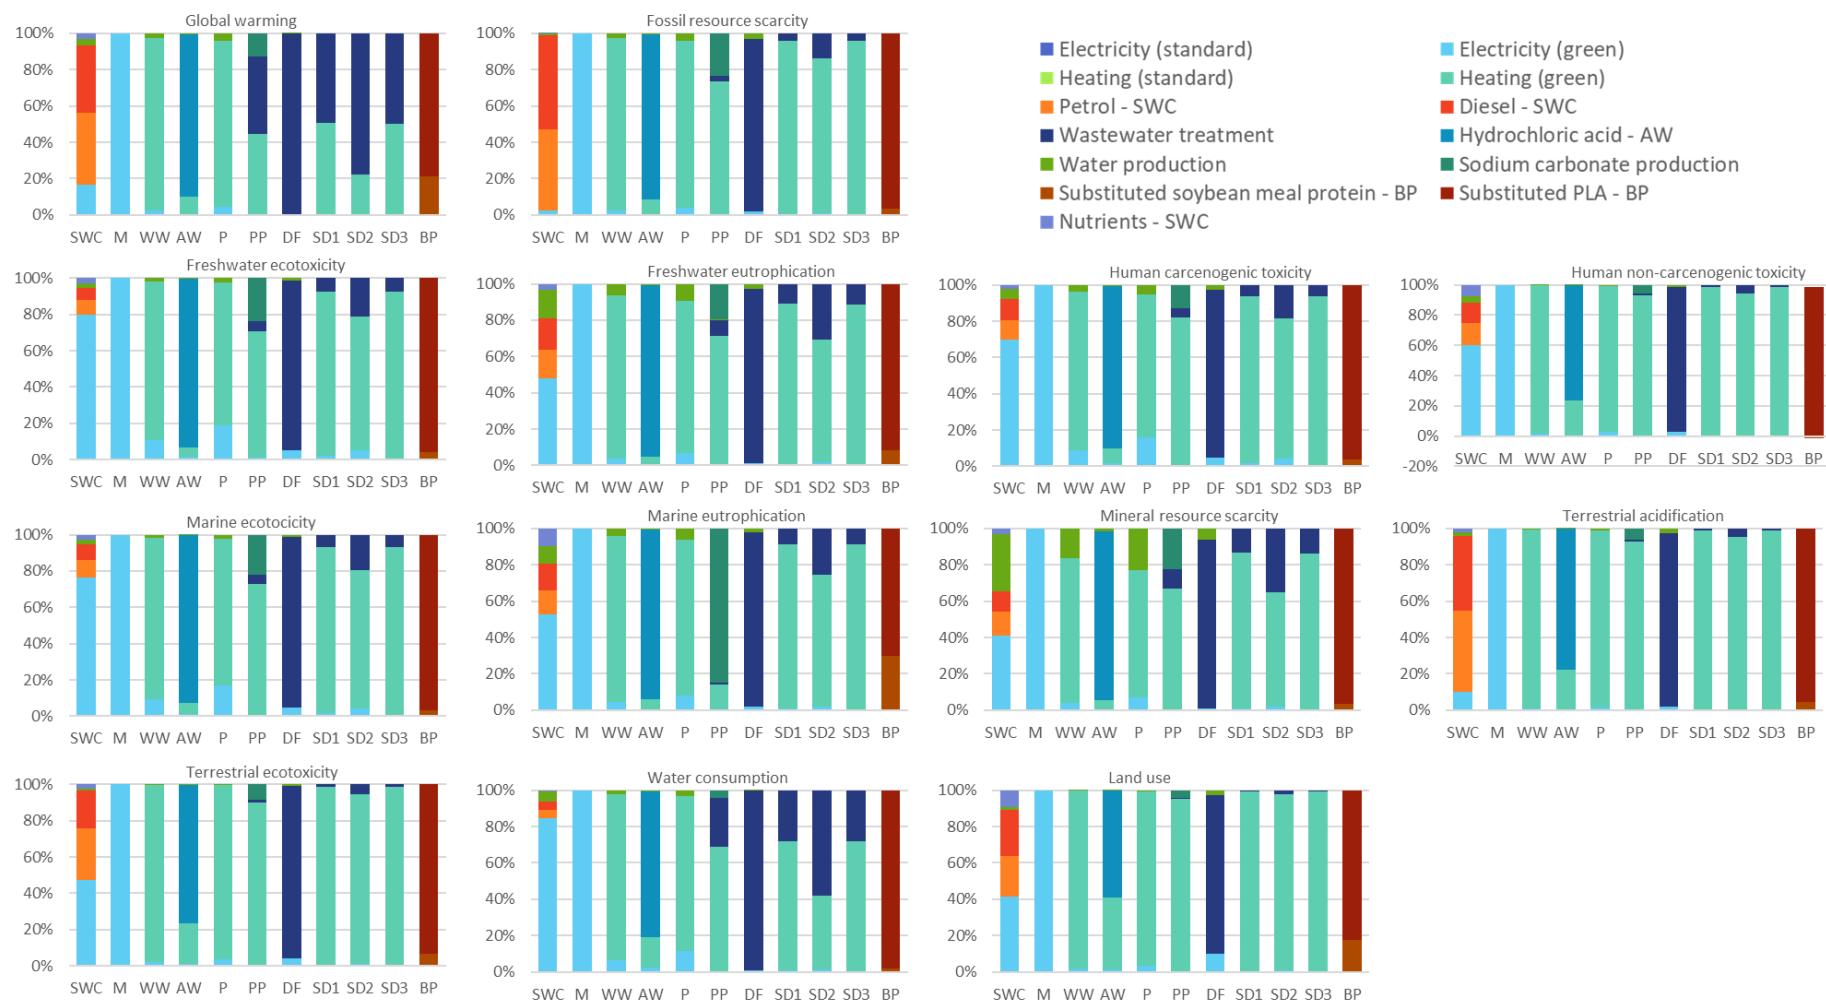 Global warming
100%
80%
60%
40%
20%
0%
SWC M WW AW P PP DF SD1 SD2 SD3 BP
Fossil resource scarcity
100%
80%
60%
40%
20%
0%
SWC M WW AW P PP DF SD1 SD2 SD3 BP
Electricity (standard) Electricity (green)
Heating (standard) Heating (green)
Petrol - SWC Diesel - SWC
Wastewater treatment Hydrochloric acid - AW
Water production Sodium carbonate production
Substituted soybean meal protein - BP Substituted PLA - BP
Nutrients - SWC
Freshwater ecotoxicity
100%
80%
60%
40%
20%
0%
SWC M WW AW P PP DF SD1 SD2 SD3 BP
Freshwater eutrophication
100%
80%
60%
40%
20%
0%
SWC M WW AW P PP DF SD1 SD2 SD3 BP
Human carcenogenic toxicity
100%
80%
60%
40%
20%
0%
SWC M WW AW P PP DF SD1 SD2 SD3 BP
Human non-carcenogenic toxicity
100%
80%
60%
40%
20%
0%
-20%
SWC M WW AW P PP DF SD1 SD2 SD3 BP
Marine ecotocicity
100%
80%
60%
40%
20%
0%
SWC M WW AW P PP DF SD1 SD2 SD3 BP
Marine eutrophication
100%
80%
60%
40%
20%
0%
SWC M WW AW P PP DF SD1 SD2 SD3 BP
Mineral resource scarcity
100%
80%
60%
40%
20%
0%
SWC M WW AW P PP DF SD1 SD2 SD3 BP
Terrestrial acidification
100%
80%
60%
40%
20%
0%
SWC M WW AW P PP DF SD1 SD2 SD3 BP
Terrestrial ecotoxicity
100%
80%
60%
40%
20%
0%
SWC M WW AW P PP DF SD1 SD2 SD3 BP
Water consumption
100%
80%
60%
40%
20%
0%
SWC M WW AW P PP DF SD1 SD2 SD3 BP
Land use
100%
80%
60%
40%
20%
0%
SWC M WW AW P PP DF SD1 SD2 SD3 BP